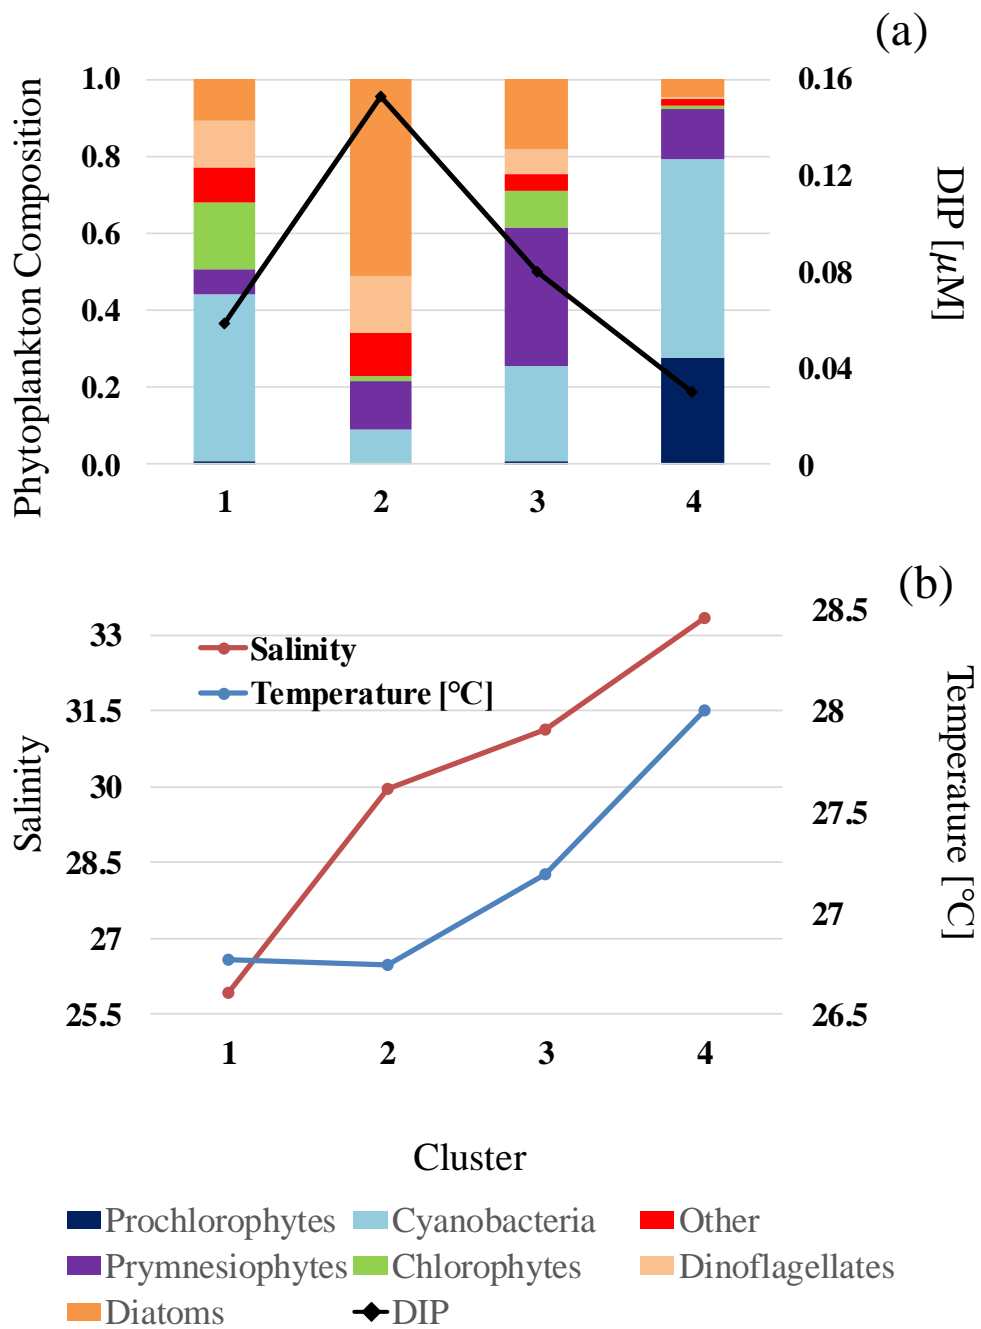 (a)
Phytoplankton Composition
1.0
0.8
0.6
0.4
0.2
0.0
0.16
0.12
0.08
0.04
0
DIP [μM]
1 2 3 4
(b)
Salinity
33
31.5
30
28.5
27
25.5
Salinity
Temperature [°C]
28.5
28
27.5
27
26.5
Temperature [°C]
1 2 3 4
Cluster
Prochlorophytes Cyanobacteria Other
Prymnesiophytes Chlorophytes Dinoflagellates
Diatoms DIP